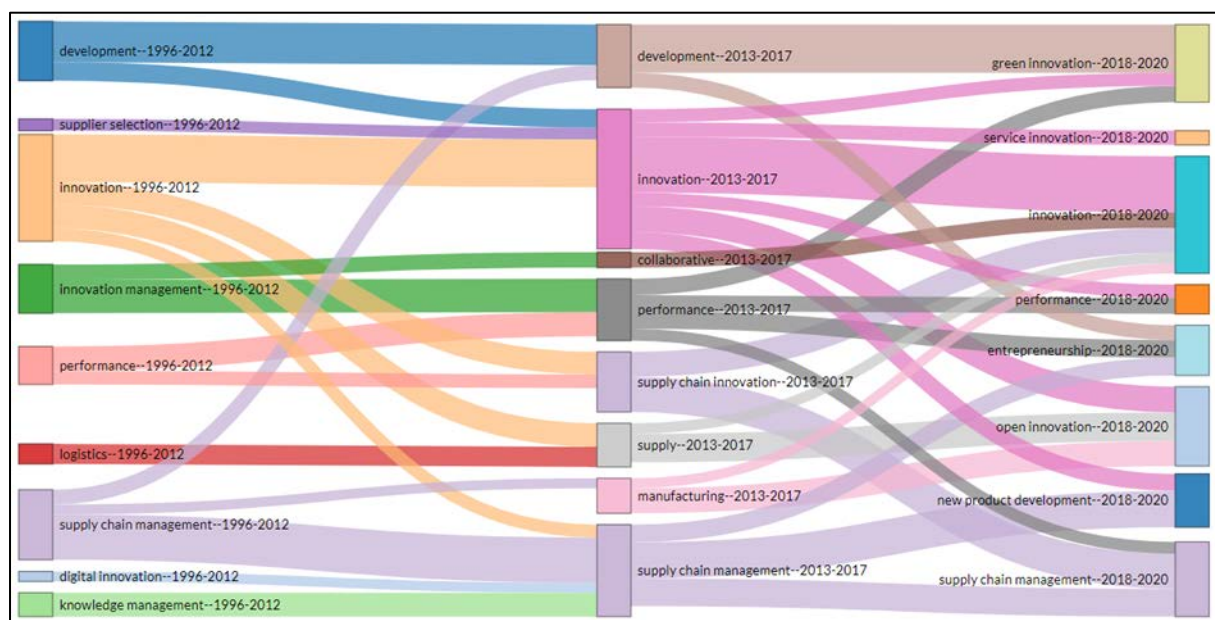 development--1996-2012
supplier selection--1996-2012
innovation--1996-2012
innovation management--1996-2012
performance--1996-2012
logistics--1996-2012
supply chain management--1996-2012
digital innovation--1996-2012
knowledge management--1996-2012
development--2013-2017
innovation--2013-2017
collaborative--2013-2017
performance--2013-2017
supply chain innovation--2013-2017
supply--2013-2017
manufacturing--2013-2017
supply chain management--2013-2017
green innovation--2018-2020
service innovation--2018-2020
innovation--2018-2020
performance--2018-2020
entrepreneurship--2018-2020
open innovation--2018-2020
new product development--2018-2020
supply chain management--2018-2020